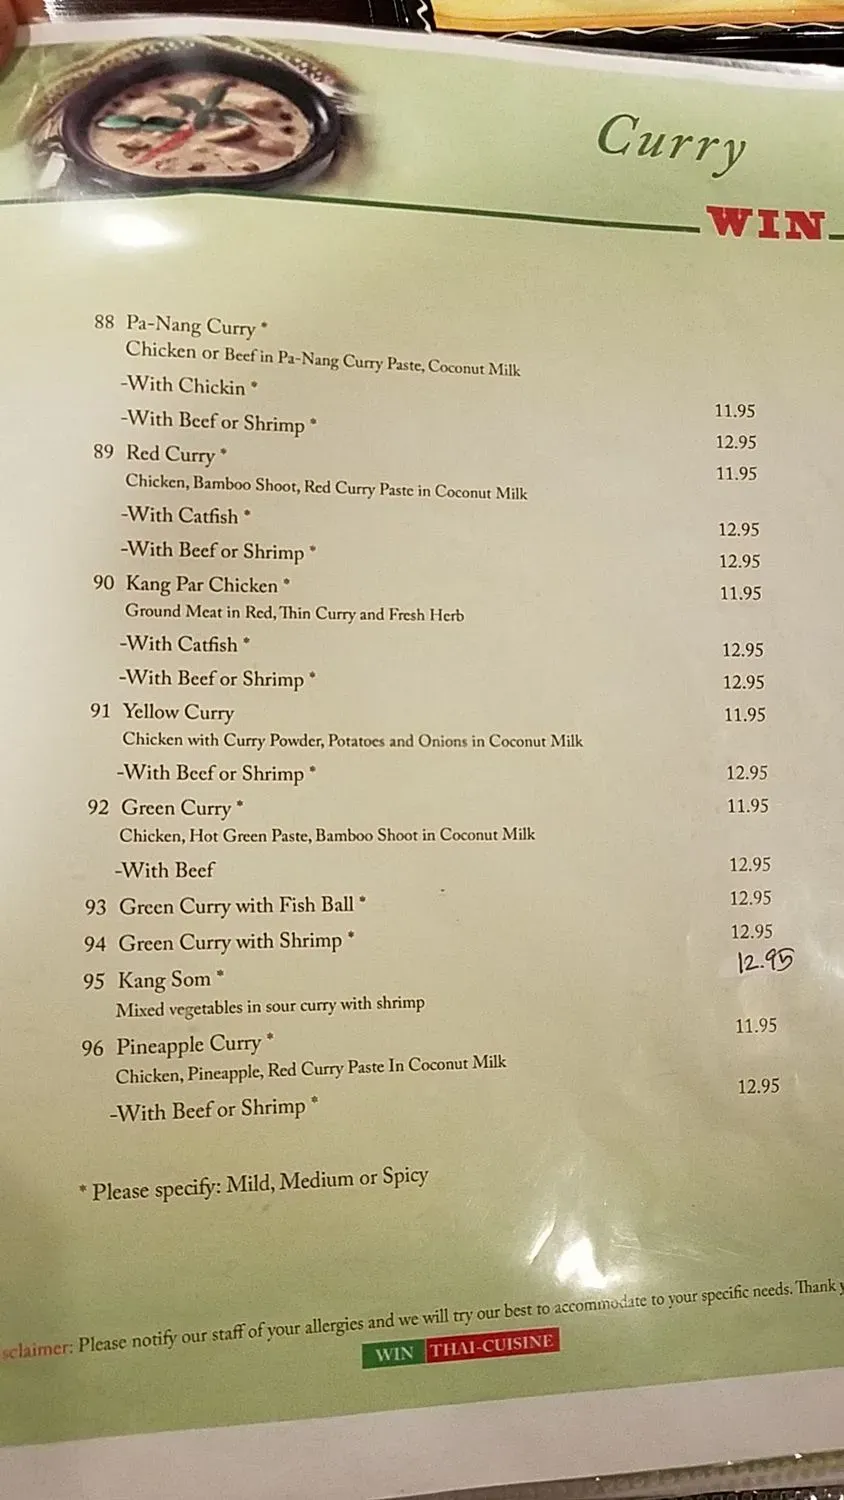 Curry
WIN
88 Pa-Nang Curry *
Chicken or Beef in Pa-Nang Curry Paste, Coconut Milk
-With Chickin * 11.95
-With Beef or Shrimp * 12.95
89 Red Curry * 11.95
Chicken, Bamboo Shoot, Red Curry Paste in Coconut Milk
-With Catfish * 12.95
-With Beef or Shrimp * 12.95
90 Kang Par Chicken * 11.95
Ground Meat in Red, Thin Curry and Fresh Herb
-With Catfish * 12.95
-With Beef or Shrimp * 12.95
91 Yellow Curry 11.95
Chicken with Curry Powder, Potatoes and Onions in Coconut Milk
-With Beef or Shrimp * 12.95
92 Green Curry * 11.95
Chicken, Hot Green Paste, Bamboo Shoot in Coconut Milk
-With Beef 12.95
93 Green Curry with Fish Ball * 12.95
94 Green Curry with Shrimp * 12.95
95 Kang Som * 12.95
Mixed vegetables in sour curry with shrimp
96 Pineapple Curry * 11.95
Chicken, Pineapple, Red Curry Paste In Coconut Milk
-With Beef or Shrimp * 12.95
* Please specify: Mild, Medium or Spicy
sclaimer: Please notify our staff of your allergies and we will try our best to accommodate to your specific needs. Thank y
WIN THAI-CUISINE